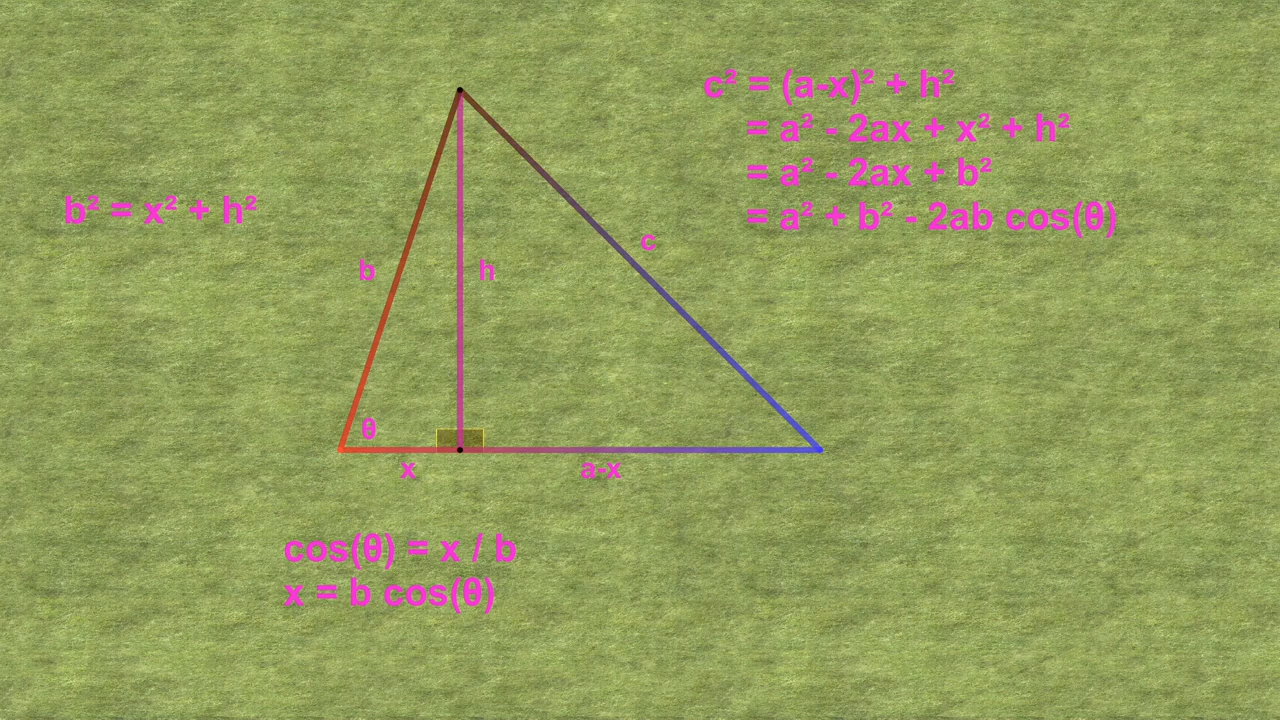 c² = (a-x)² + h²
= a² - 2ax + x² + h²
= a² - 2ax + b²
= a² + b² - 2ab cos(θ)
b² = x² + h²
b
h
c
θ
x
a-x
cos(θ) = x / b
x = b cos(θ)